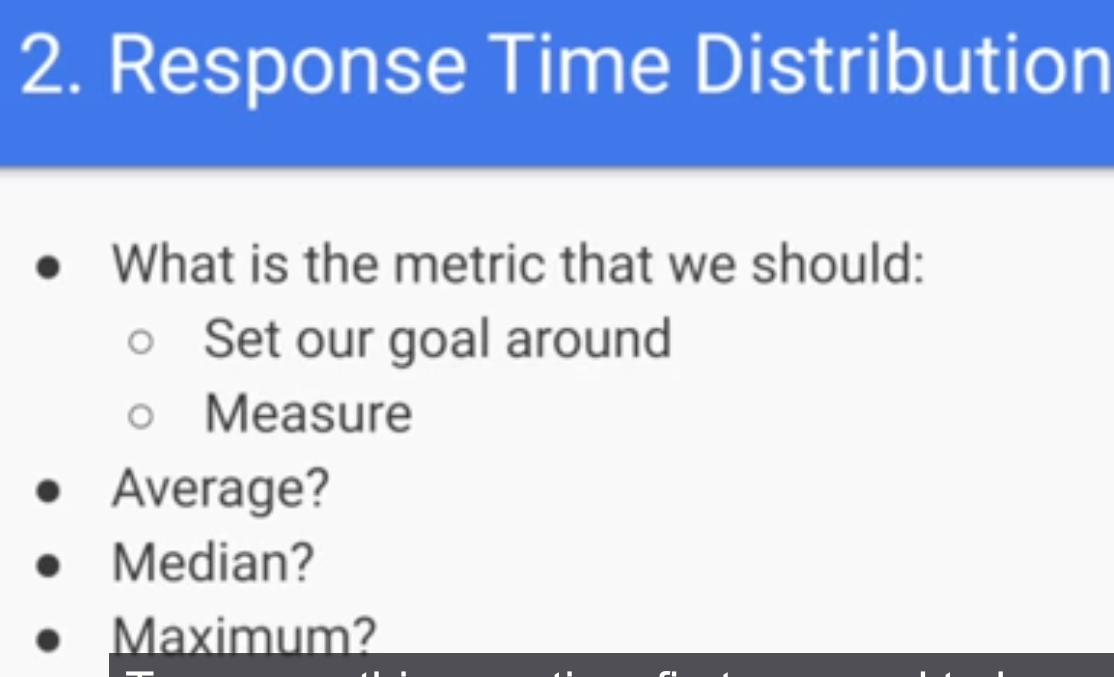 2. Response Time Distribution
● What is the metric that we should:
○ Set our goal around
○ Measure
● Average?
● Median?
● Maximum?